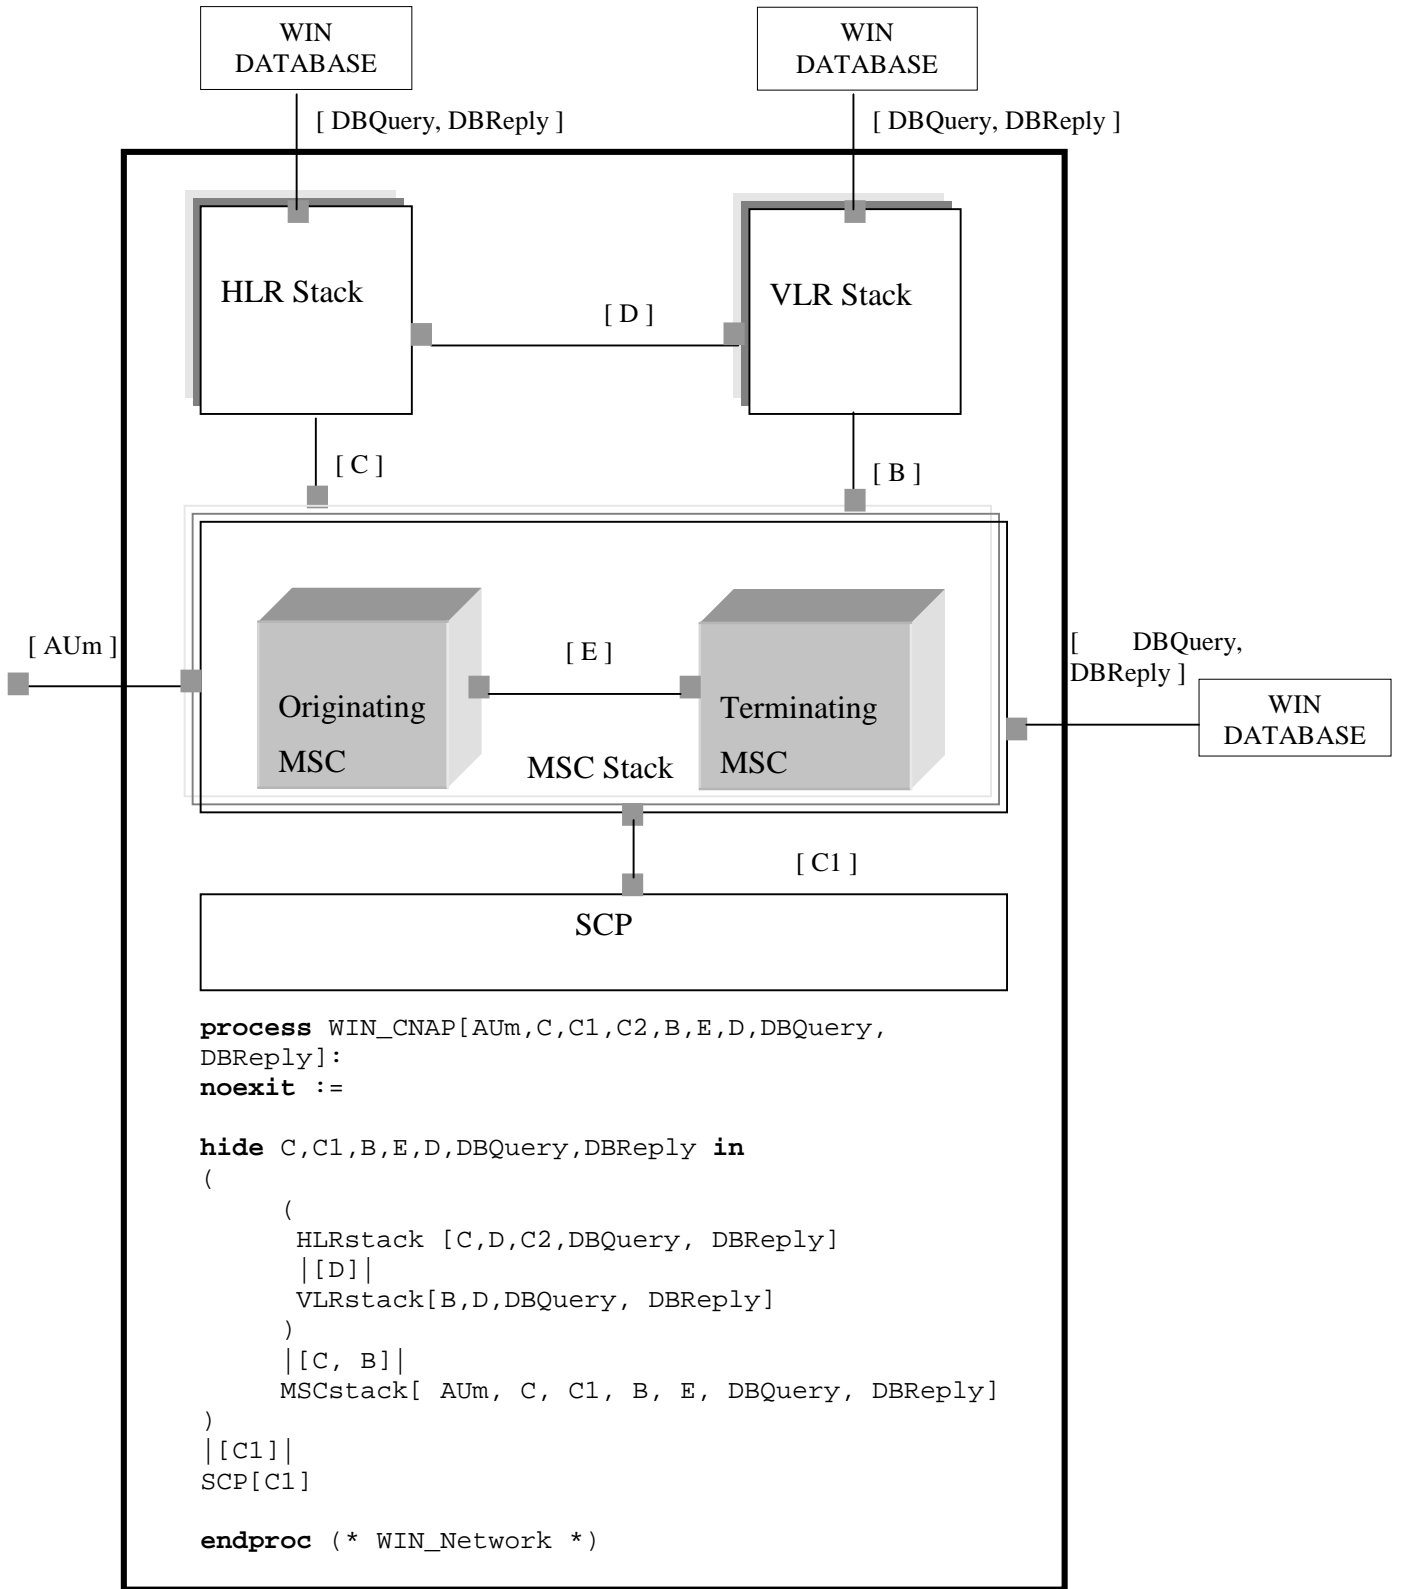 WIN
DATABASE
WIN
DATABASE
[ DBQuery, DBReply ]
[ DBQuery, DBReply ]
HLR Stack
[ D ]
VLR Stack
[ C ]
[ B ]
[ AUm ]
[ E ]
[ DBQuery,
DBReply ]
Originating
MSC
Terminating
MSC
MSC Stack
WIN
DATABASE
[ C1 ]
SCP
process WIN_CNAP[AUm,C,C1,C2,B,E,D,DBQuery,
DBReply]:
noexit :=
hide C,C1,B,E,D,DBQuery,DBReply in
(
(
HLRstack [C,D,C2,DBQuery, DBReply]
|[D]|
VLRstack[B,D,DBQuery, DBReply]
)
|[C, B]|
MSCstack[ AUm, C, C1, B, E, DBQuery, DBReply]
)
|[C1]|
SCP[C1]
endproc (* WIN_Network *)